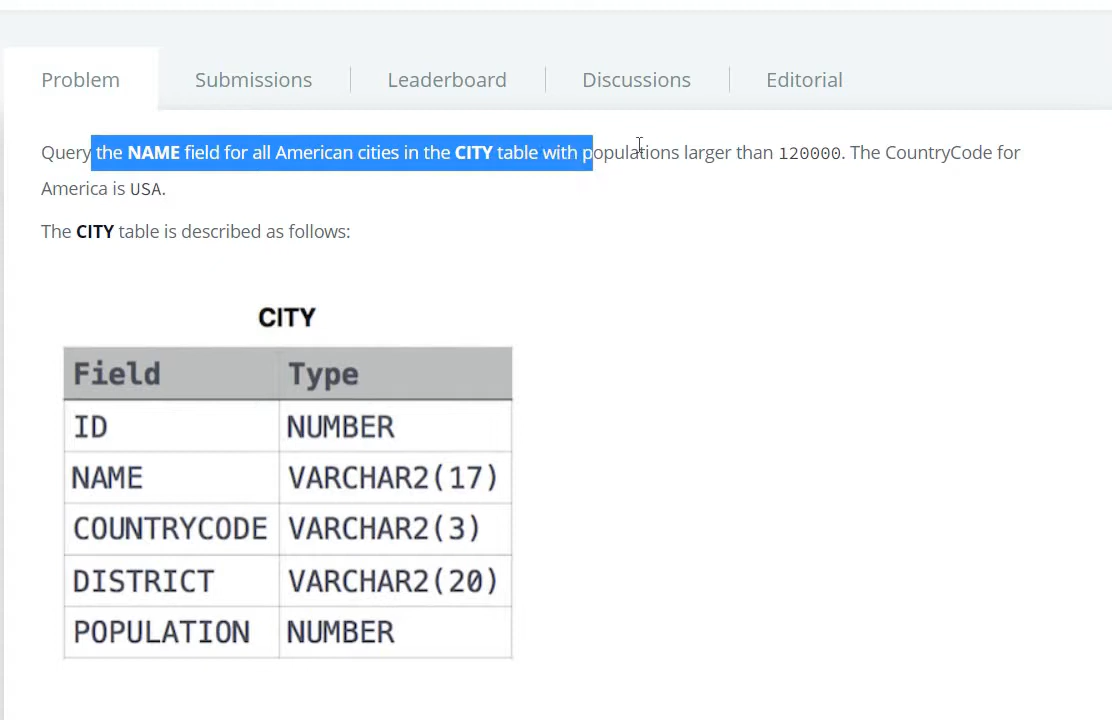 Problem Submissions Leaderboard Discussions Editorial
Query the NAME field for all American cities in the CITY table with populations larger than 120000. The CountryCode for
America is USA.
The CITY table is described as follows:
CITY
Field Type
ID NUMBER
NAME VARCHAR2(17)
COUNTRYCODE VARCHAR2(3)
DISTRICT VARCHAR2(20)
POPULATION NUMBER